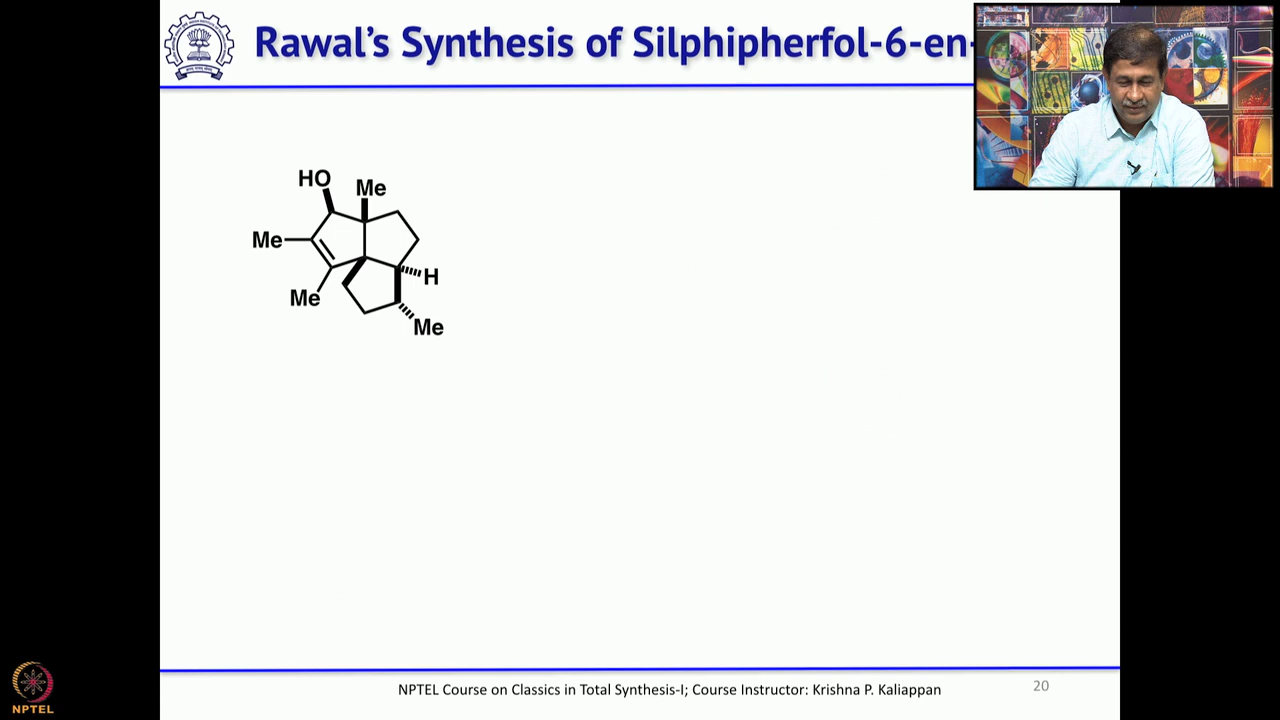 Rawal's Synthesis of Silphipherfol-6-en-
HO
Me
Me
H
Me
Me
NPTEL Course on Classics in Total Synthesis-I; Course Instructor: Krishna P. Kaliappan
20
NPTEL